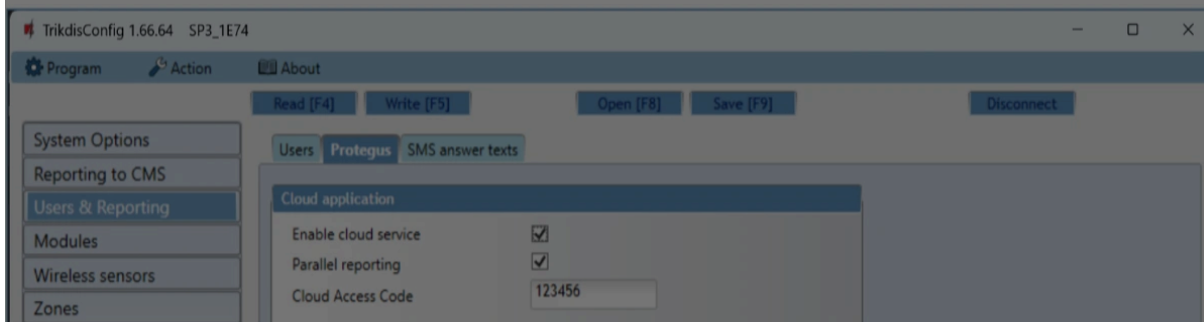 TrikdisConfig 1.66.64 SP3_1E74
Program Action About
Read [F4] Write [F5] Open [F8] Save [F9] Disconnect
System Options
Reporting to CMS
Users & Reporting
Modules
Wireless sensors
Zones
Users Protegus SMS answer texts
Cloud application
Enable cloud service
Parallel reporting
Cloud Access Code 123456